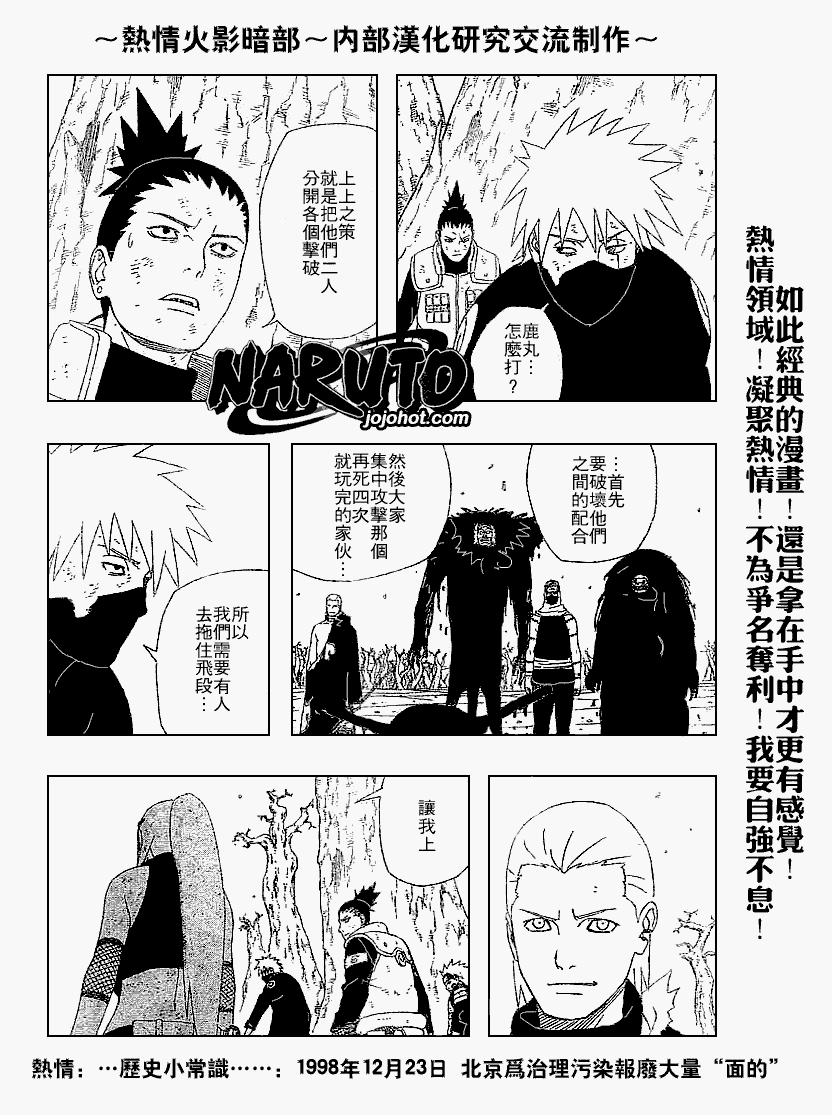 ～熱情火影暗部～内部漢化研究交流制作～
鹿丸…
怎麼打？
上上之策
就是把他們二人
分開各個擊破
NARUTO
jojohot.com
…首先
要破壞他們
之間的配合
然後大家
集中攻擊那個
再死四次
就玩完的家伙…
所以
我們需要有人
去拖住飛段…
讓我上
如此經典的漫畫！還是拿在手中才更有感覺！
熱情領域！凝聚熱情！不為爭名奪利！我要自強不息！
熱情：…歷史小常識……：1998年12月23日 北京爲治理污染報廢大量“面的”